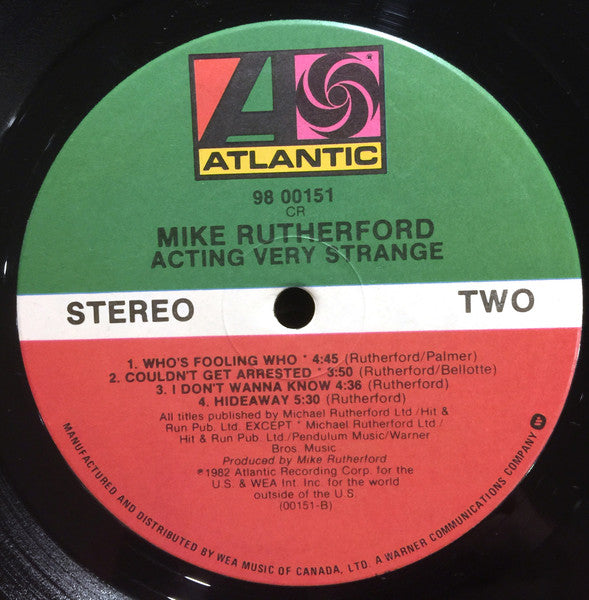 ATLANTIC
98 00151
CR
MIKE RUTHERFORD
ACTING VERY STRANGE
STEREO
TWO
1. WHO'S FOOLING WHO * 4:45 (Rutherford/Palmer)
2. COULDN'T GET ARRESTED * 3:50 (Rutherford/Bellotte)
3. I DON'T WANNA KNOW 4:36 (Rutherford)
4. HIDEAWAY 5:30 (Rutherford)
All titles published by Michael Rutherford Ltd/Hit &
Run Pub. Ltd. EXCEPT * Michael Rutherford Ltd./
Hit & Run Pub. Ltd./Pendulum Music/Warner
Bros. Music
Produced by Mike Rutherford
℗1982 Atlantic Recording Corp. for the
U.S. & WEA Int. Inc. for the world
outside of the U.S
(00151-B)
MANUFACTURED AND DISTRIBUTED BY WEA MUSIC OF CANADA, LTD. A WARNER COMMUNICATIONS COMPANY